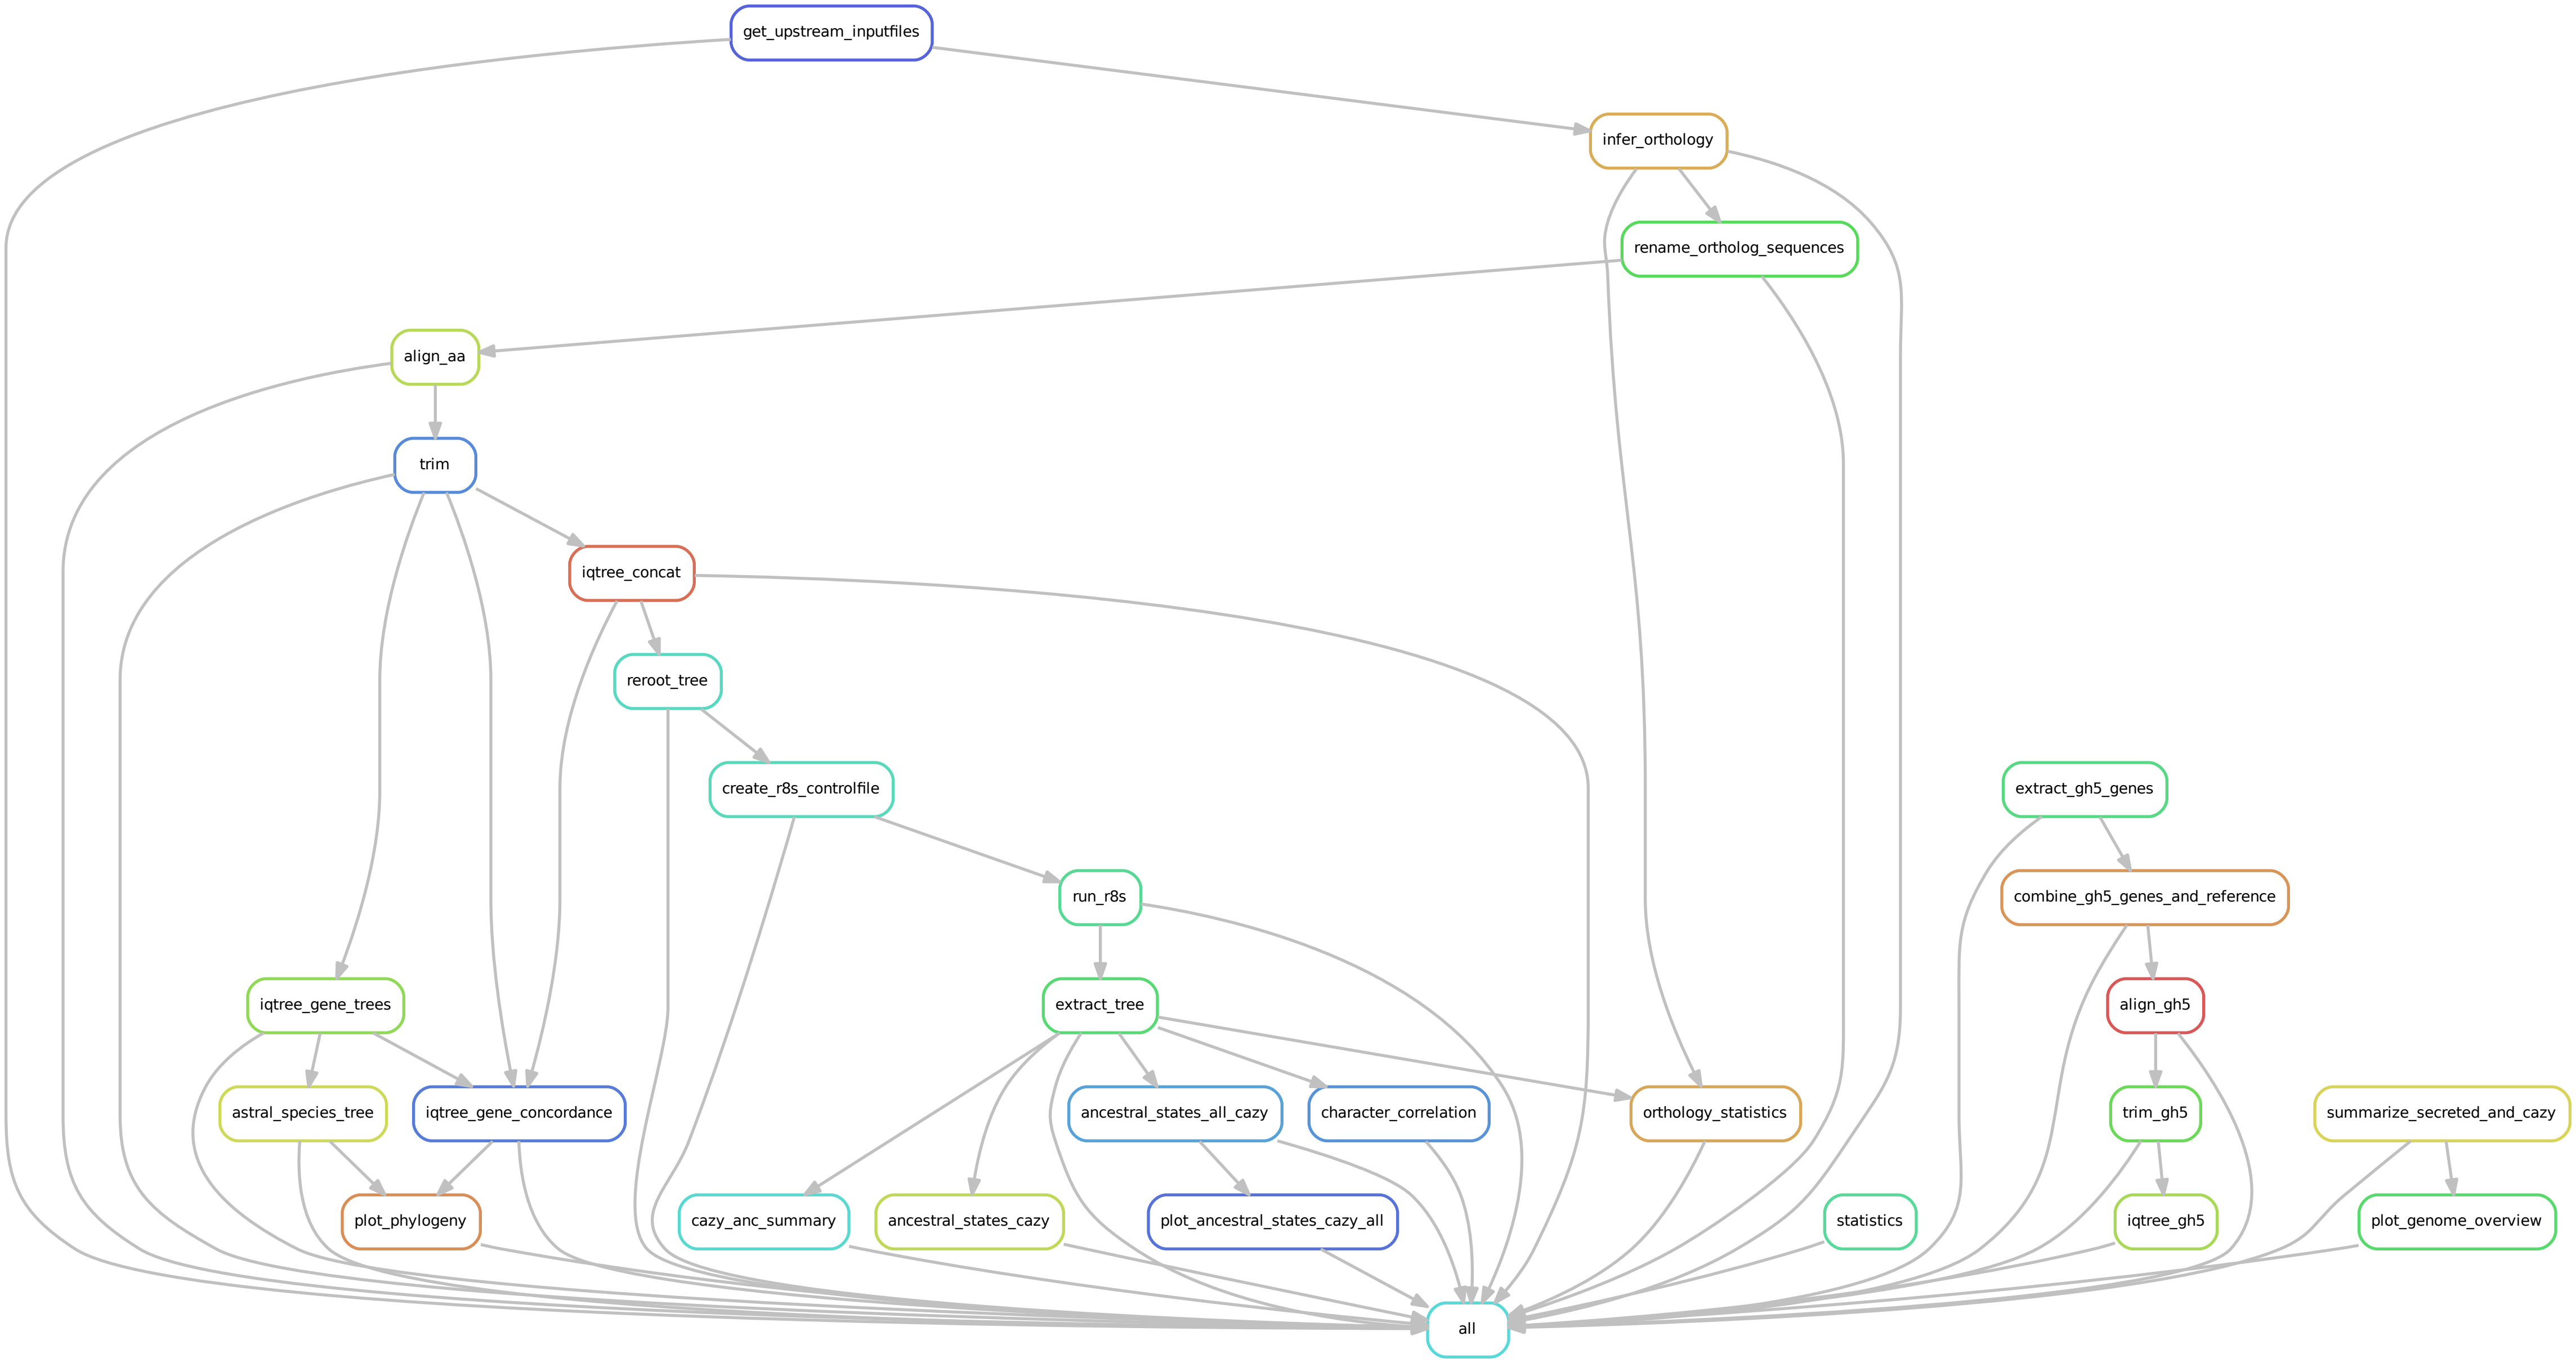 get_upstream_inputfiles
infer_orthology
rename_ortholog_sequences
align_aa
trim
iqtree_concat
reroot_tree
create_r8s_controlfile
extract_gh5_genes
run_r8s
combine_gh5_genes_and_reference
iqtree_gene_trees
extract_tree
align_gh5
astral_species_tree
iqtree_gene_concordance
ancestral_states_all_cazy
character_correlation
orthology_statistics
trim_gh5
summarize_secreted_and_cazy
plot_phylogeny
cazy_anc_summary
ancestral_states_cazy
plot_ancestral_states_cazy_all
statistics
iqtree_gh5
plot_genome_overview
all